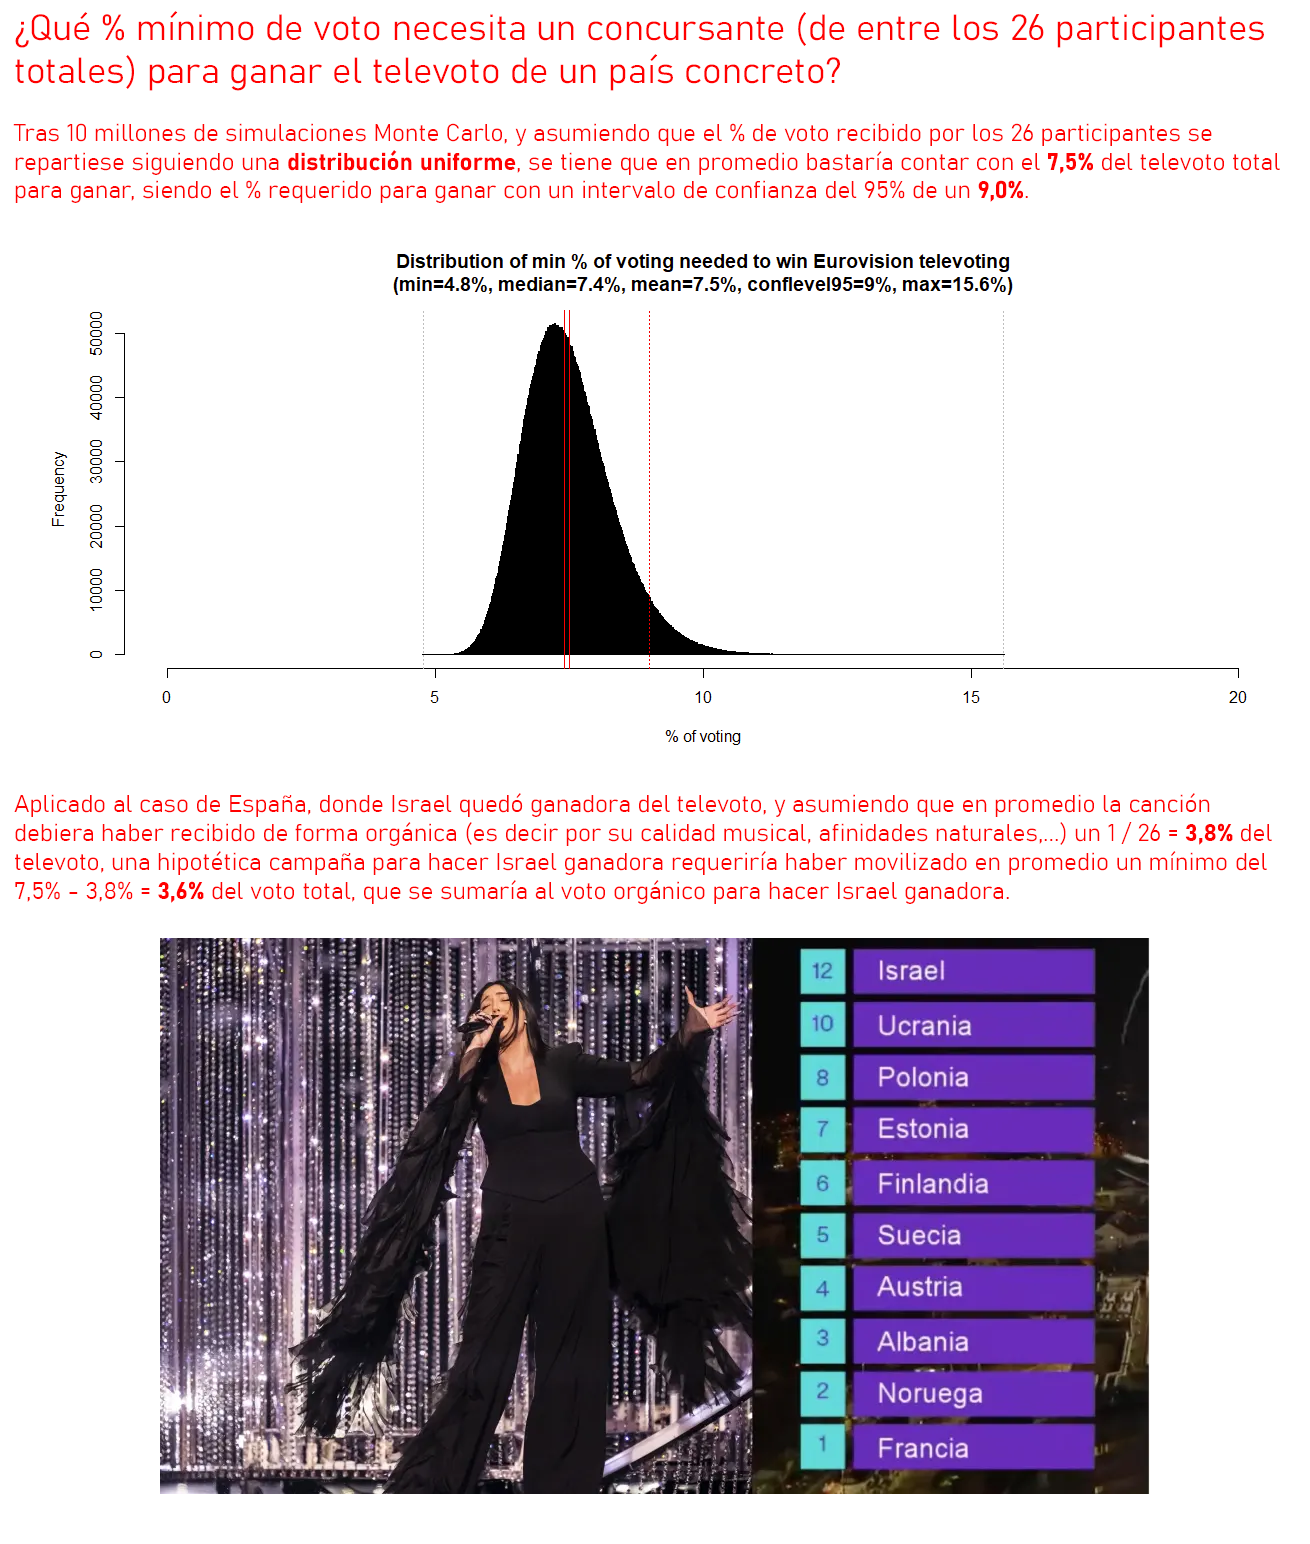 ¿Qué % mínimo de voto necesita un concursante (de entre los 26 participantes
totales) para ganar el televoto de un país concreto?
Tras 10 millones de simulaciones Monte Carlo, y asumiendo que el % de voto recibido por los 26 participantes se
repartiese siguiendo una distribución uniforme, se tiene que en promedio bastaría contar con el 7,5% del televoto total
para ganar, siendo el % requerido para ganar con un intervalo de confianza del 95% de un 9,0%.
Distribution of min % of voting needed to win Eurovision televoting
(min=4.8%, median=7.4%, mean=7.5%, conflevel95=9%, max=15.6%)
Frequency
50000
40000
30000
20000
10000
0
0 5 10 15 20
% of voting
Aplicado al caso de España, donde Israel quedó ganadora del televoto, y asumiendo que en promedio la canción
debiera haber recibido de forma orgánica (es decir por su calidad musical, afinidades naturales,...) un 1 / 26 = 3,8% del
televoto, una hipotética campaña para hacer Israel ganadora requeriría haber movilizado en promedio un mínimo del
7,5% - 3,8% = 3,6% del voto total, que se sumaría al voto orgánico para hacer Israel ganadora.
12 Israel
10 Ucrania
8 Polonia
7 Estonia
6 Finlandia
5 Suecia
4 Austria
3 Albania
2 Noruega
1 Francia